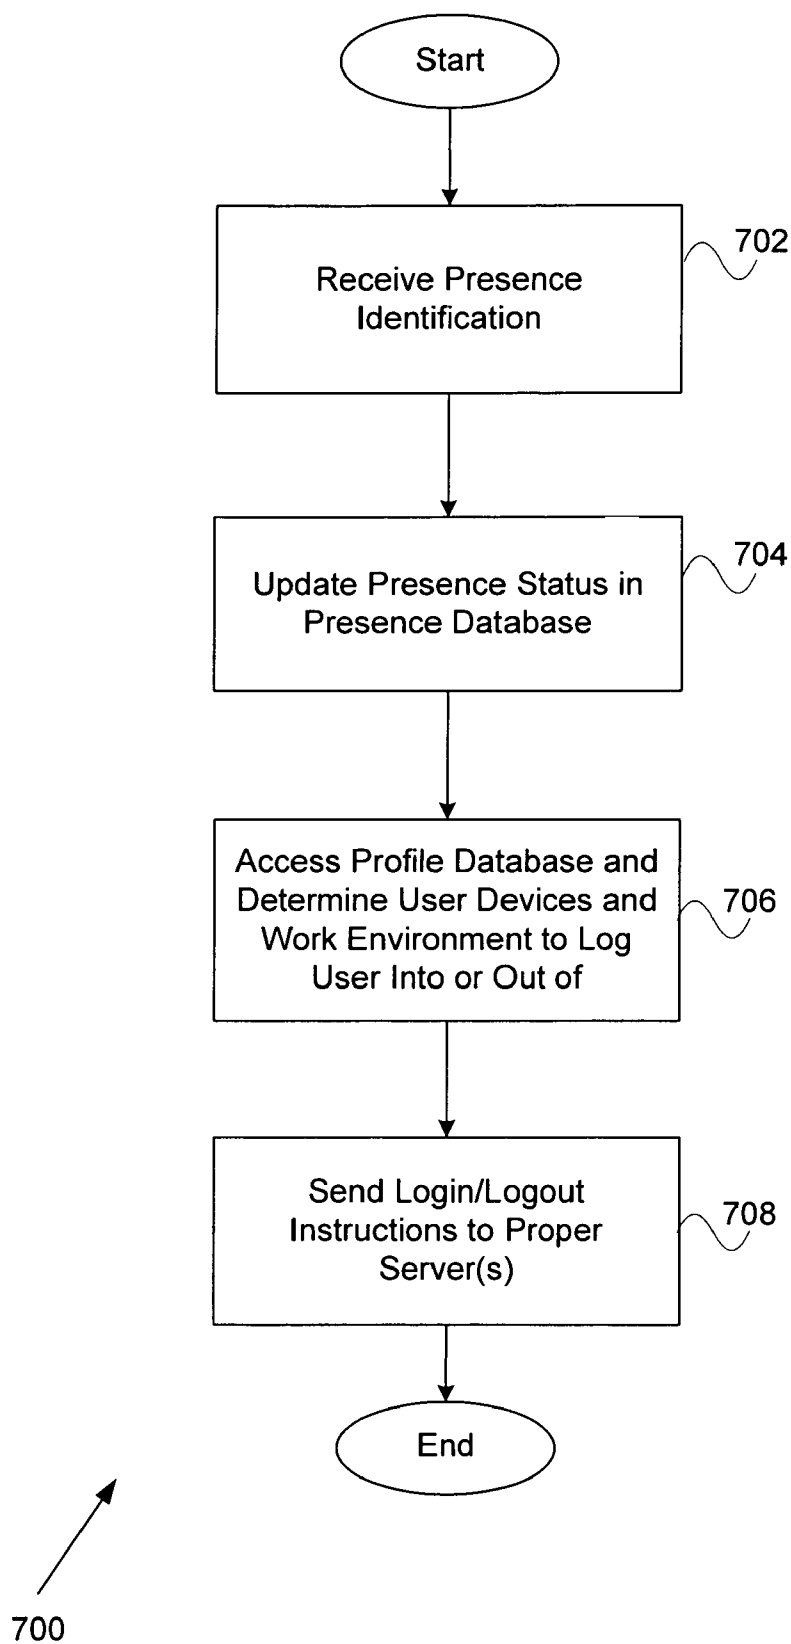 Start
702
Receive Presence
Identification
704
Update Presence Status in
Presence Database
Access Profile Database and
Determine User Devices and
706
Work Environment to Log
User Into or Out of
Send Login/Logout
708
Instructions to Proper
Server(s)
End
700